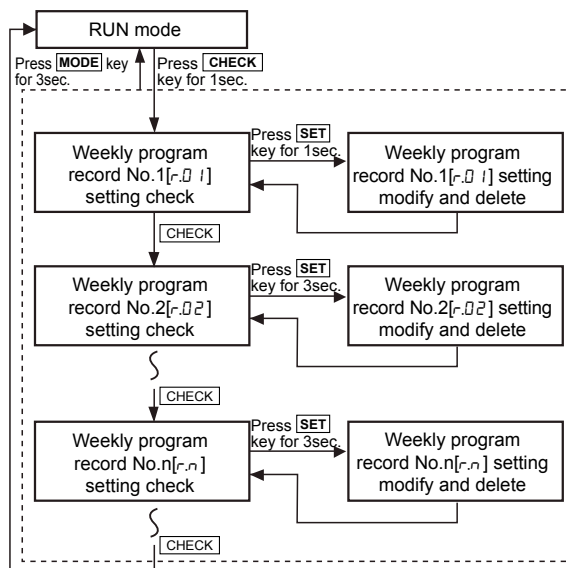 RUN mode
Press MODE key
for 3sec.
Press CHECK
key for 1sec.
Weekly program
record No.1[r.01]
setting check
Press SET
key for 1sec.
Weekly program
record No.1[r.01] setting
modify and delete
CHECK
Weekly program
record No.2[r.02]
setting check
Press SET
key for 3sec.
Weekly program
record No.2[r.02] setting
modify and delete
CHECK
Weekly program
record No.n[r.n]
setting check
Press SET
key for 3sec.
Weekly program
record No.n[r.n] setting
modify and delete
CHECK